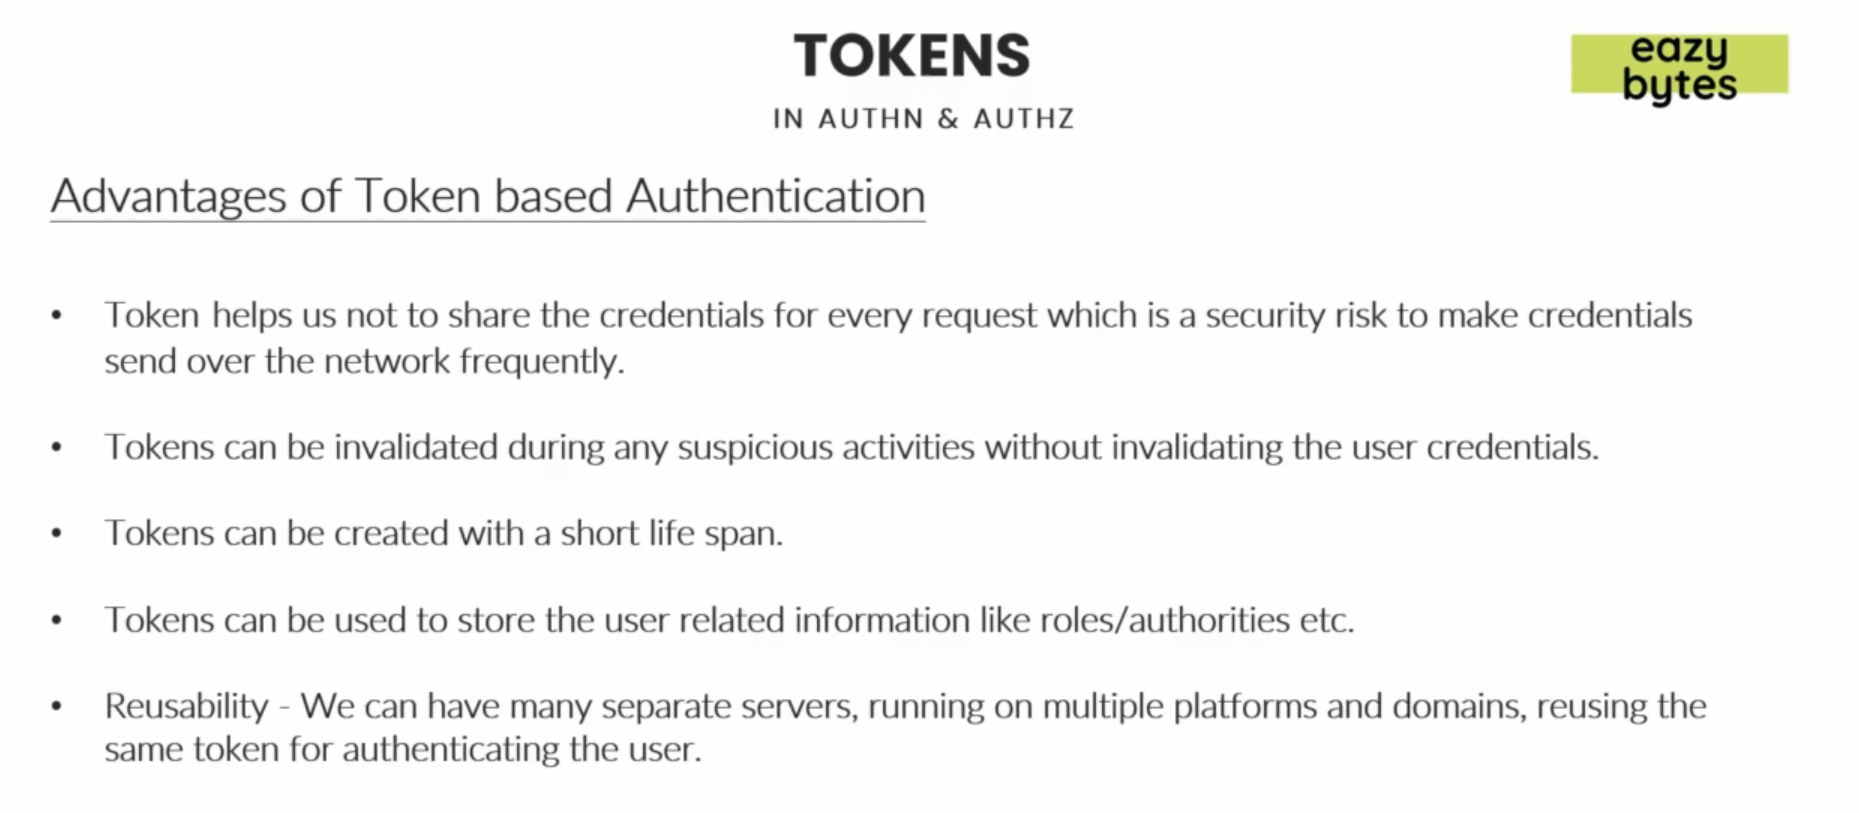 TOKENS
IN AUTHN & AUTHZ
eazy
bytes
Advantages of Token based Authentication
• Token helps us not to share the credentials for every request which is a security risk to make credentials
send over the network frequently.
• Tokens can be invalidated during any suspicious activities without invalidating the user credentials.
• Tokens can be created with a short life span.
• Tokens can be used to store the user related information like roles/authorities etc.
• Reusability - We can have many separate servers, running on multiple platforms and domains, reusing the
same token for authenticating the user.